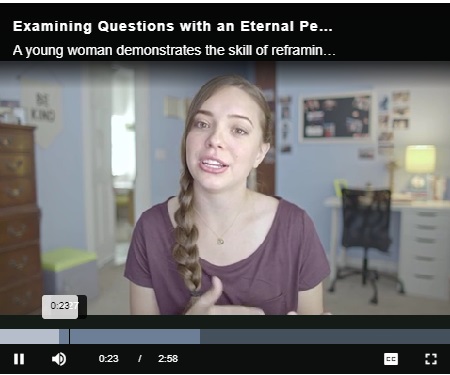 Examining Questions with an Eternal Pe...
A young woman demonstrates the skill of reframin...
BE
KIND
0:23
0:23 / 2:58
CC